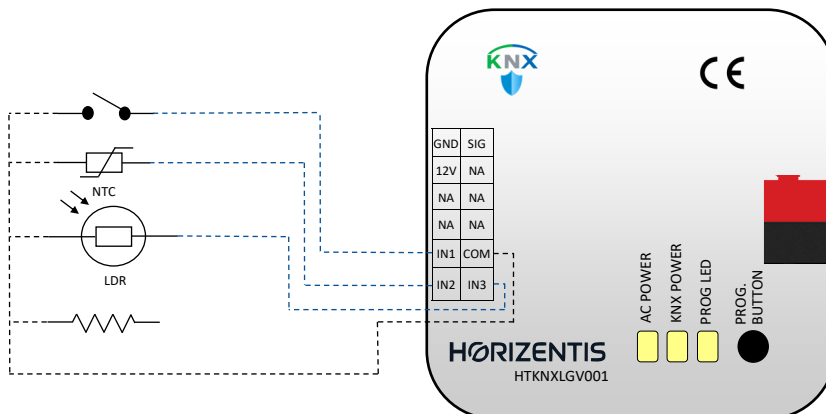 KNX
CE
GND SIG
12V NA
NA NA
NA NA
IN1 COM
IN2 IN3
NTC
LDR
AC POWER
KNX POWER
PROG LED
PROG.
BUTTON
HORIZENTIS
HTKNXLGV001